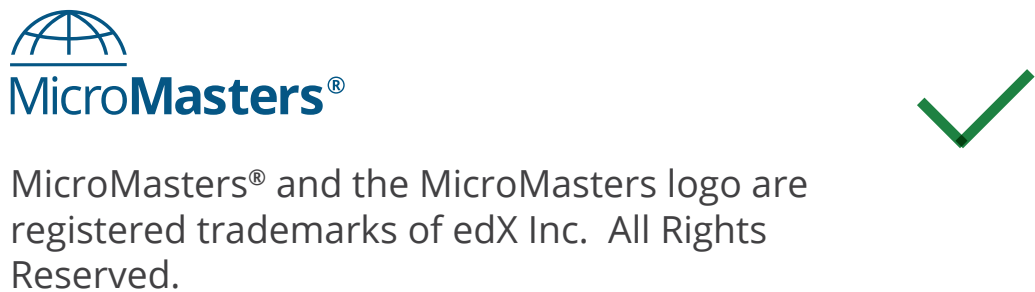 MicroMasters®
MicroMasters® and the MicroMasters logo are
registered trademarks of edX Inc.  All Rights
Reserved.